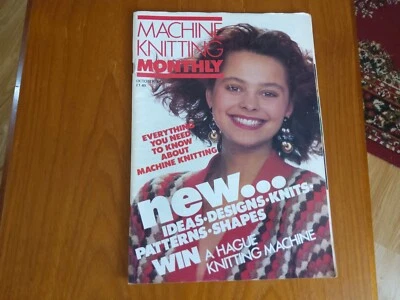 MACHINE
KNITTING
MONTHLY
EVERYTHING
YOU NEED
TO KNOW
ABOUT
MACHINE KNITTING
new...
IDEAS·DESIGNS·KNITS·
PATTERNS·SHAPES
WIN A HAGUE
KNITTING MACHINE